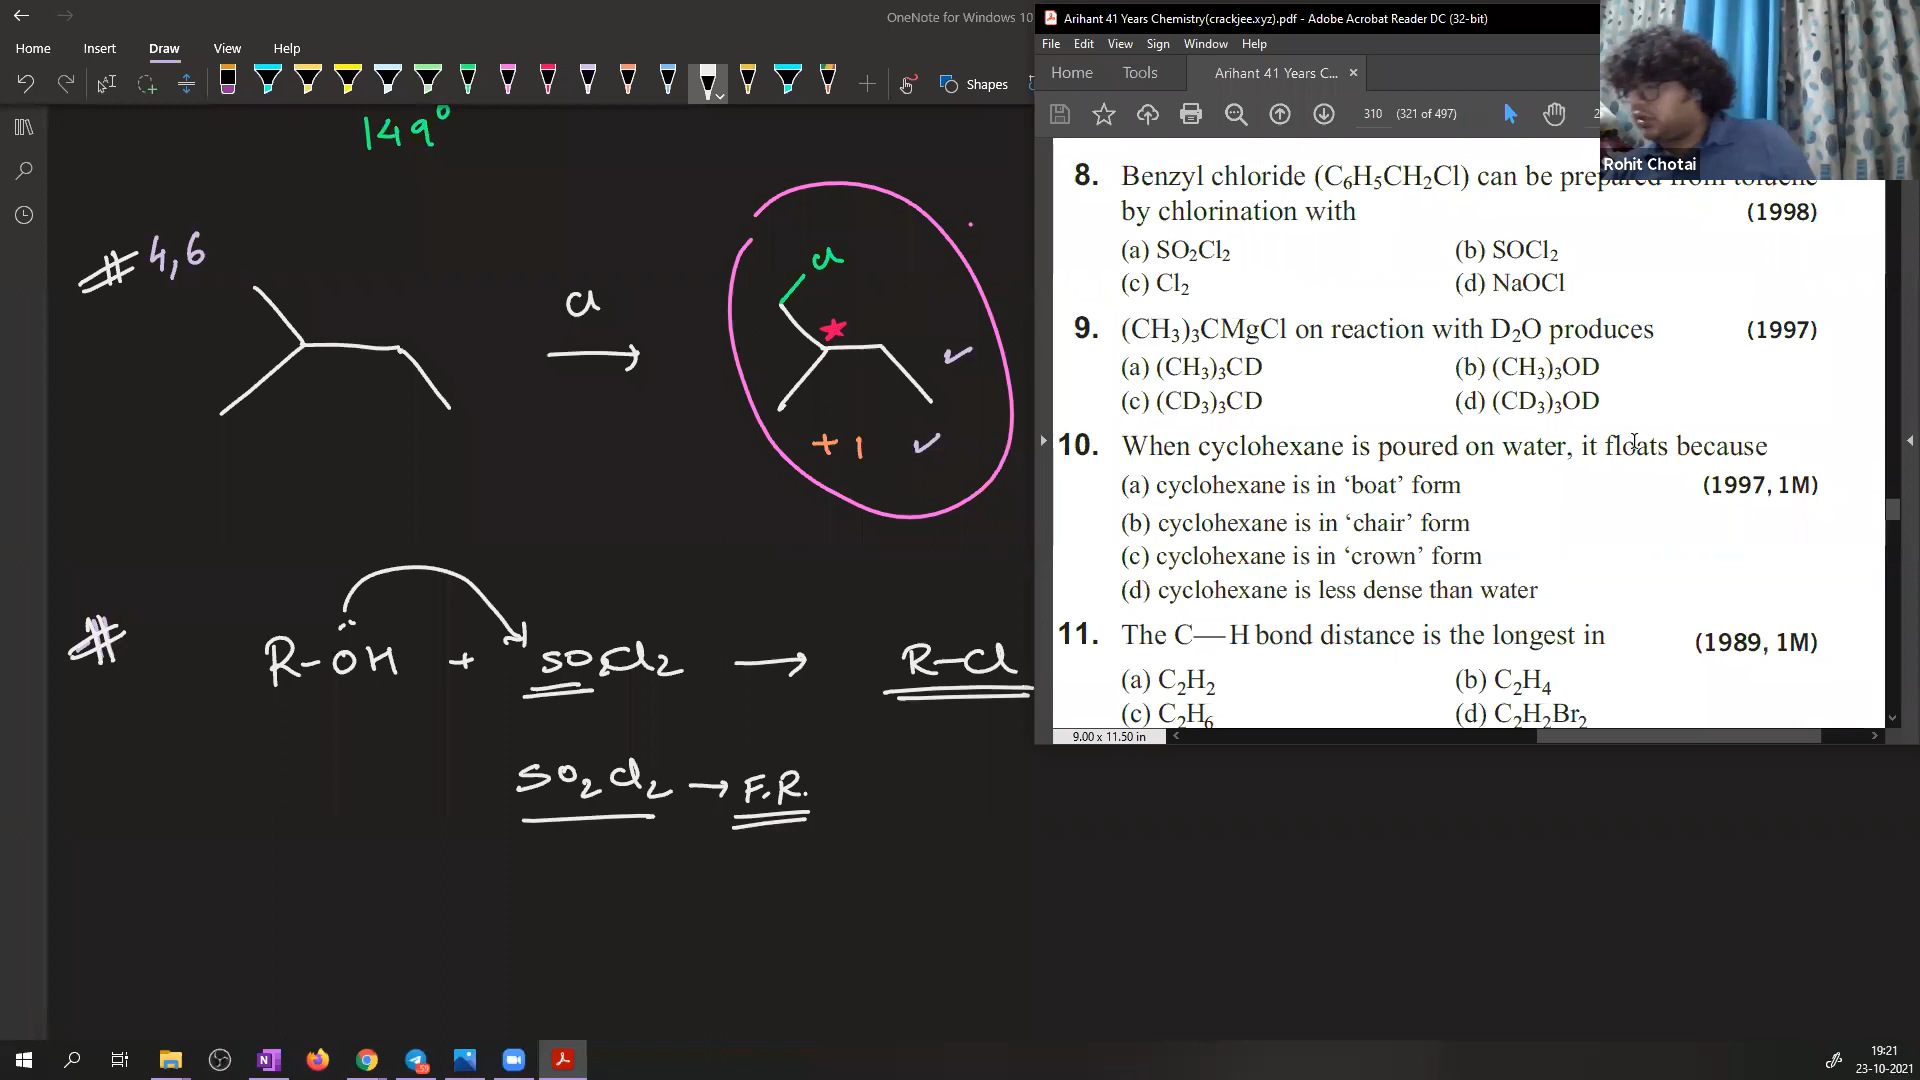 OneNote for Windows 10
Home Insert Draw View Help
Shapes
149°
# 4,6
Cl
Cl
+ 1
# R-ÖH + SOCl2 → R-Cl
SO2Cl2 → F.R.
Arihant 41 Years Chemistry(crackjee.xyz).pdf - Adobe Acrobat Reader DC (32-bit)
File Edit View Sign Window Help
Home Tools Arihant 41 Years C... ×
310 (321 of 497)
Rohit Chotai
8. Benzyl chloride (C₆H₅CH₂Cl) can be prepared from toluene
by chlorination with (1998)
(a) SO₂Cl₂ (b) SOCl₂
(c) Cl₂ (d) NaOCl
9. (CH₃)₃CMgCl on reaction with D₂O produces (1997)
(a) (CH₃)₃CD (b) (CH₃)₃OD
(c) (CD₃)₃CD (d) (CD₃)₃OD
10. When cyclohexane is poured on water, it floats because
(a) cyclohexane is in ‘boat’ form (1997, 1M)
(b) cyclohexane is in ‘chair’ form
(c) cyclohexane is in ‘crown’ form
(d) cyclohexane is less dense than water
11. The C—H bond distance is the longest in (1989, 1M)
(a) C₂H₂ (b) C₂H₄
(c) C₂H₆ (d) C₂H₂Br₂
9.00 x 11.50 in
19:21
23-10-2021